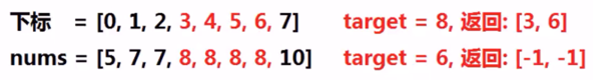 下标 = [0, 1, 2, 3, 4, 5, 6, 7] target = 8, 返回: [3, 6]
nums = [5, 7, 7, 8, 8, 8, 8, 10] target = 6, 返回: [-1, -1]